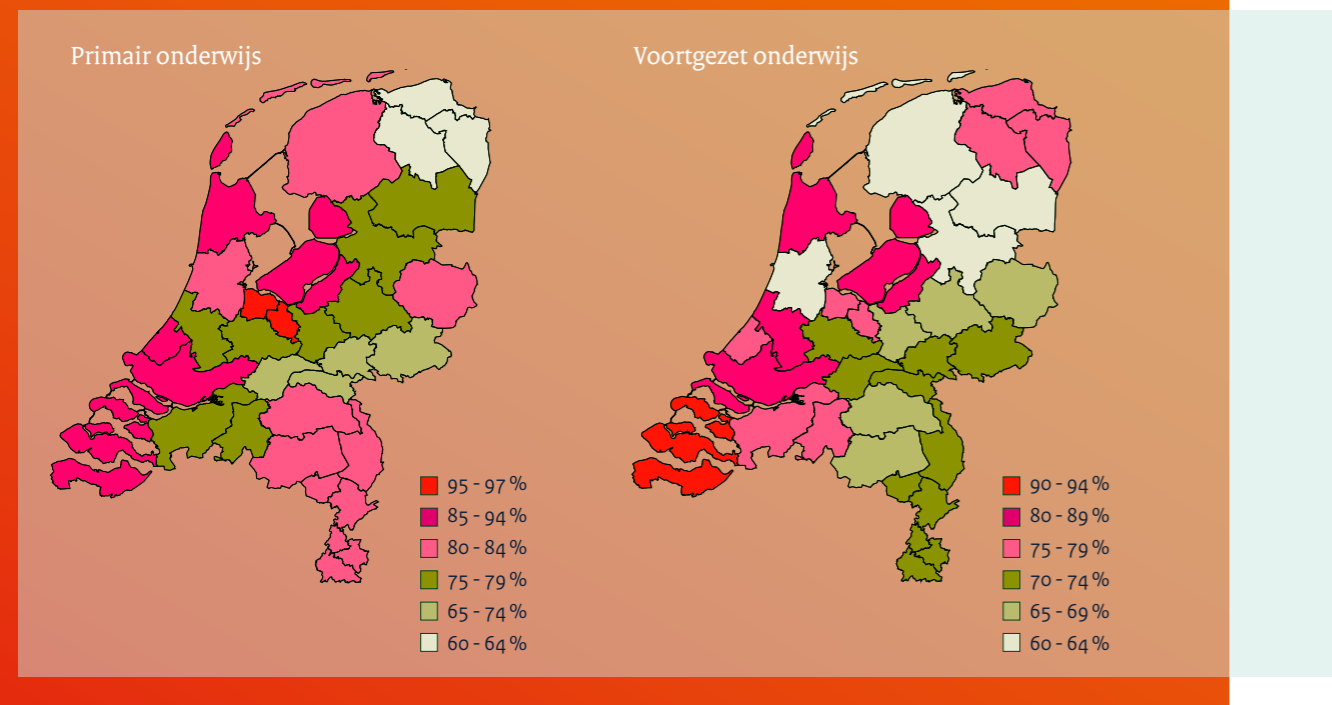 Primair onderwijs
95 - 97 %
85 - 94 %
80 - 84 %
75 - 79 %
65 - 74 %
60 - 64 %
Voortgezet onderwijs
90 - 94 %
80 - 89 %
75 - 79 %
70 - 74 %
65 - 69 %
60 - 64 %